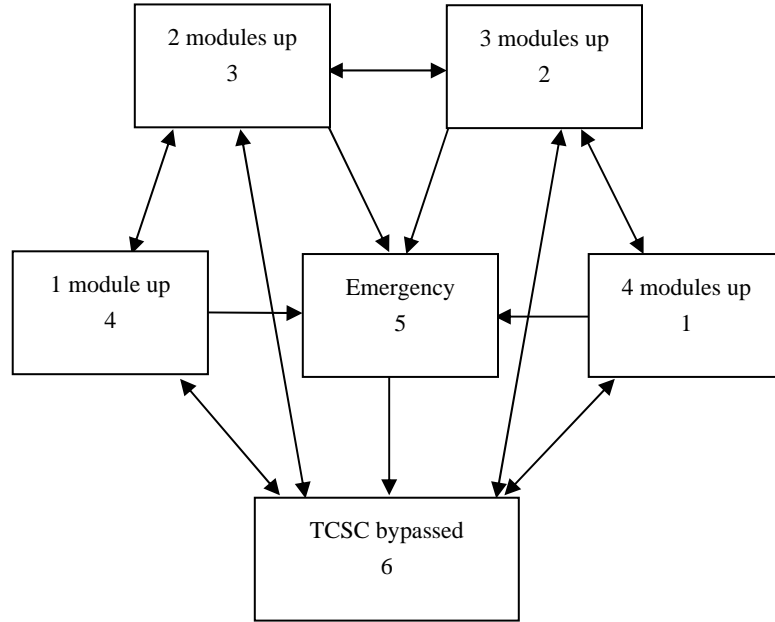 2 modules up
3
3 modules up
2
1 module up
4
Emergency
5
4 modules up
1
TCSC bypassed
6